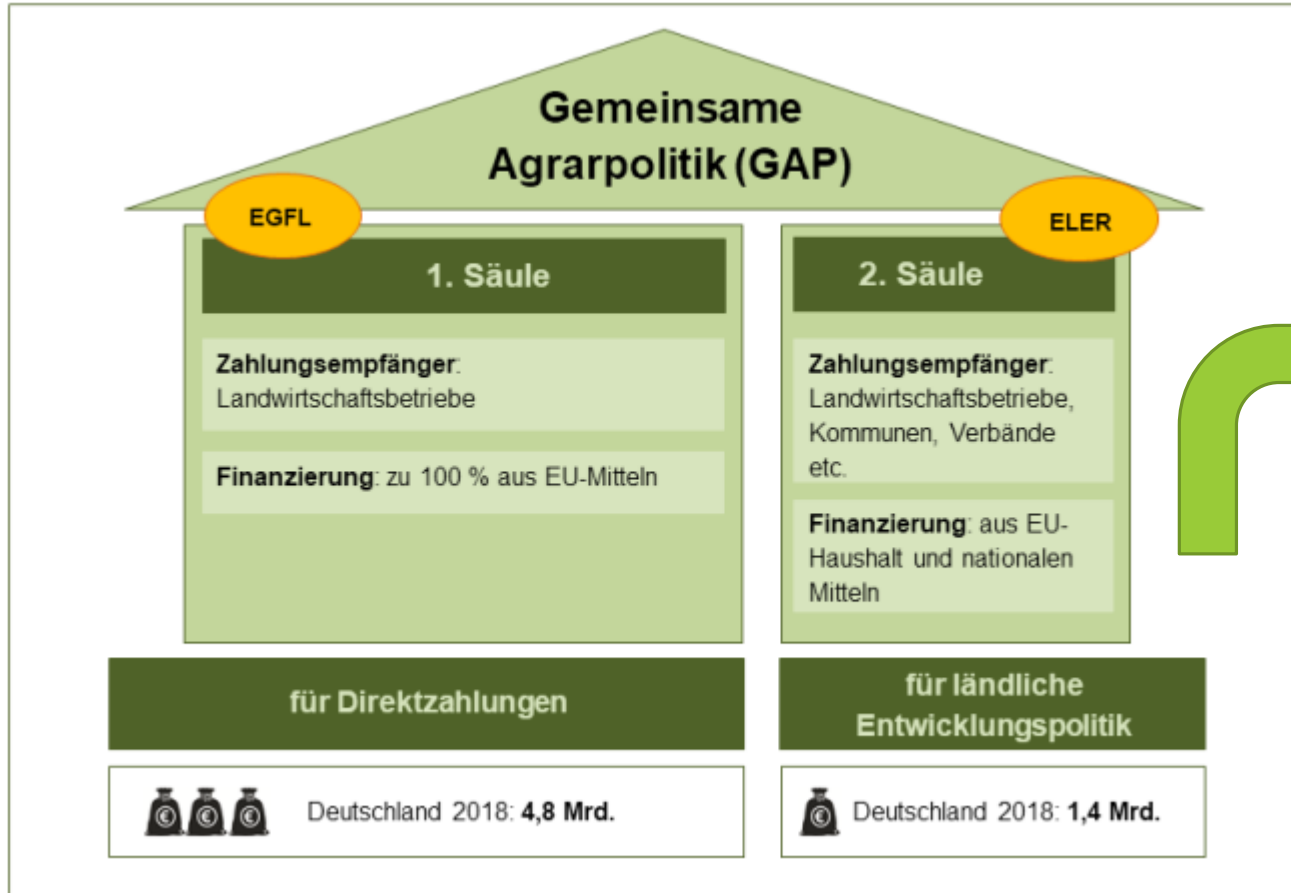 Gemeinsame
Agrarpolitik (GAP)
EGFL
1. Säule
Zahlungsempfänger:
Landwirtschaftsbetriebe
Finanzierung: zu 100 % aus EU-Mitteln
für Direktzahlungen
€ € €
Deutschland 2018: 4,8 Mrd.
ELER
2. Säule
Zahlungsempfänger:
Landwirtschaftsbetriebe,
Kommunen, Verbände
etc.
Finanzierung: aus EU-
Haushalt und nationalen
Mitteln
für ländliche
Entwicklungspolitik
€
Deutschland 2018: 1,4 Mrd.